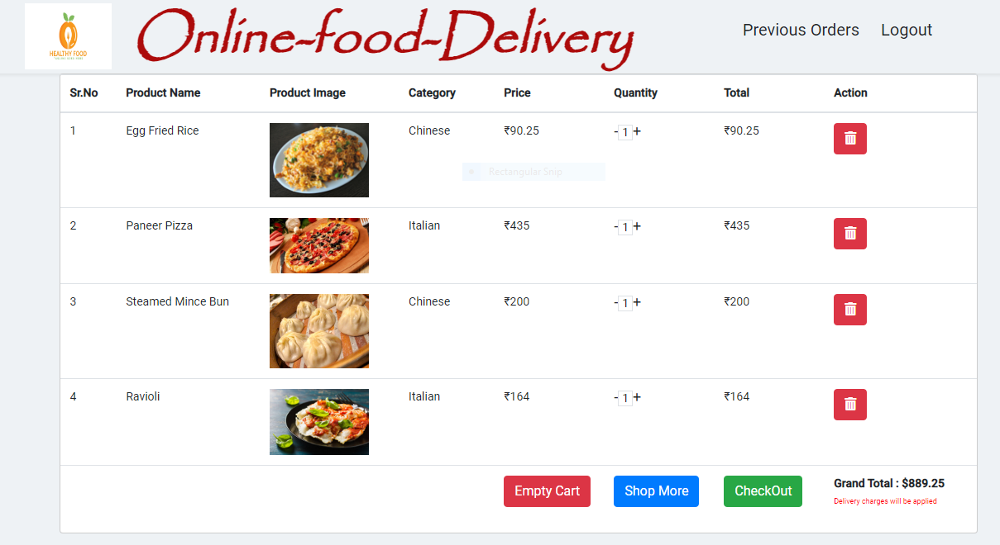 HEALTHY FOOD
Online-food-Delivery
Previous Orders Logout
Sr.No Product Name Product Image Category Price Quantity Total Action
1 Egg Fried Rice Chinese ₹90.25 -1+ ₹90.25
Rectangular Snip
2 Paneer Pizza Italian ₹435 -1+ ₹435
3 Steamed Mince Bun Chinese ₹200 -1+ ₹200
4 Ravioli Italian ₹164 -1+ ₹164
Empty Cart Shop More CheckOut Grand Total : $889.25
Delivery charges will be applied